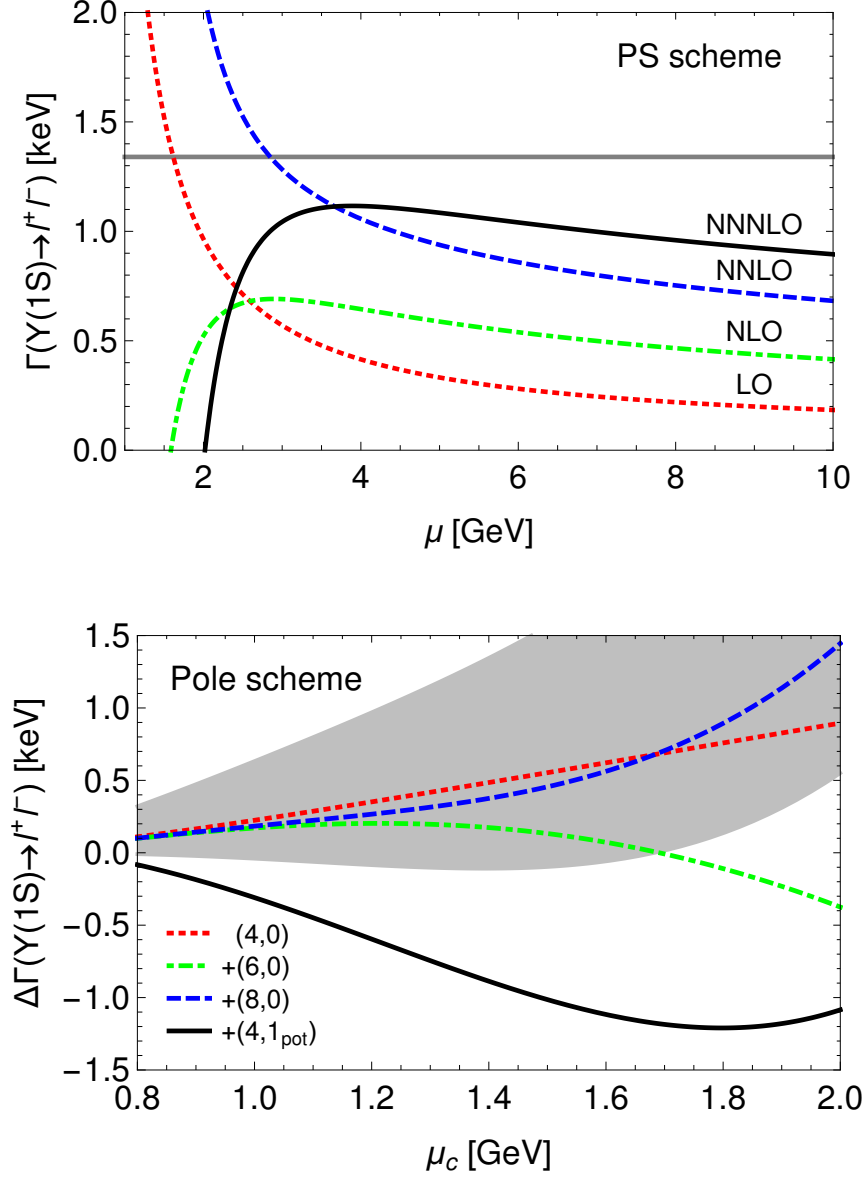 2.0
1.5
1.0
0.5
0.0
Γ(Υ(1S)→l⁺l⁻) [keV]
PS scheme
NNNLO
NNLO
NLO
LO
2 4 6 8 10
μ [GeV]
1.5
1.0
0.5
0.0
−0.5
−1.0
−1.5
ΔΓ(Υ(1S)→l⁺l⁻) [keV]
Pole scheme
(4,0)
+(6,0)
+(8,0)
+(4,1pot)
0.8 1.0 1.2 1.4 1.6 1.8 2.0
μc [GeV]